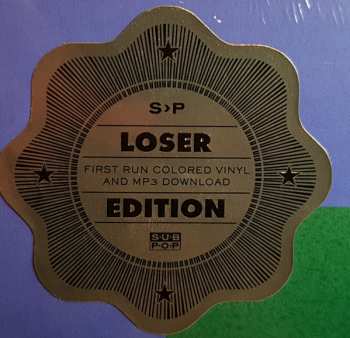 S›P
LOSER
FIRST RUN COLORED VINYL
AND MP3 DOWNLOAD
EDITION
SUB
POP